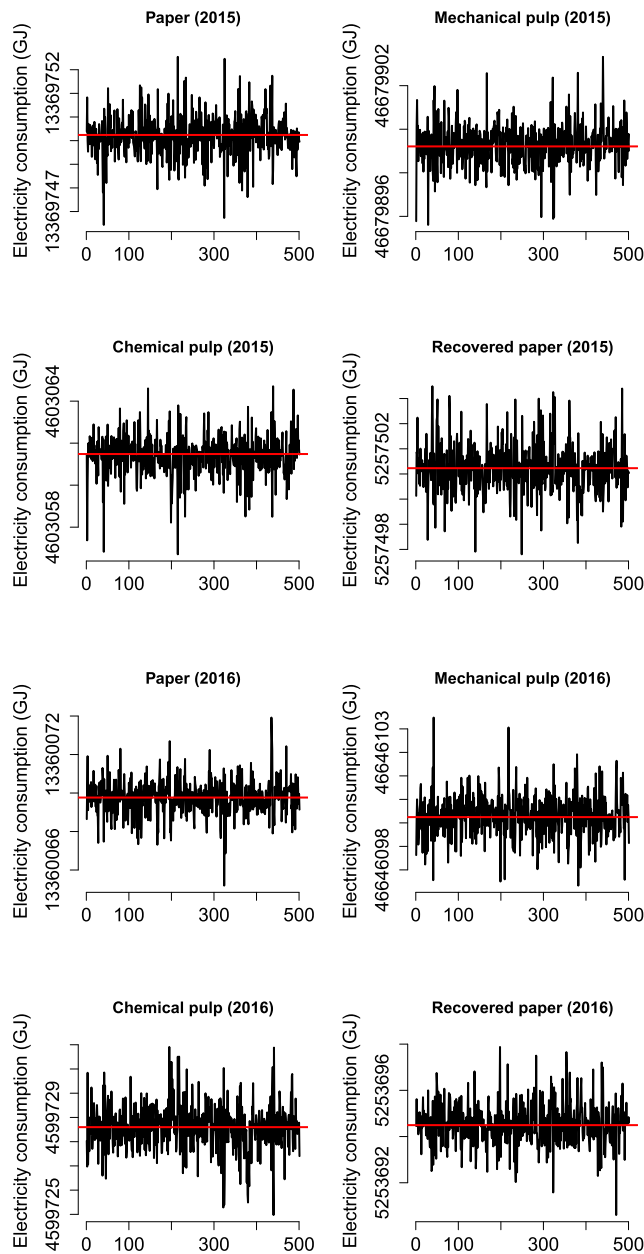 Paper (2015)
Electricity consumption (GJ)
13369752
13369747
0 100 300 500
Mechanical pulp (2015)
Electricity consumption (GJ)
46679902
46679896
0 100 300 500
Chemical pulp (2015)
Electricity consumption (GJ)
4603064
4603058
0 100 300 500
Recovered paper (2015)
Electricity consumption (GJ)
5257502
5257498
0 100 300 500
Paper (2016)
Electricity consumption (GJ)
13360072
13360066
0 100 300 500
Mechanical pulp (2016)
Electricity consumption (GJ)
46646103
46646098
0 100 300 500
Chemical pulp (2016)
Electricity consumption (GJ)
4599729
4599725
0 100 300 500
Recovered paper (2016)
Electricity consumption (GJ)
5253696
5253692
0 100 300 500